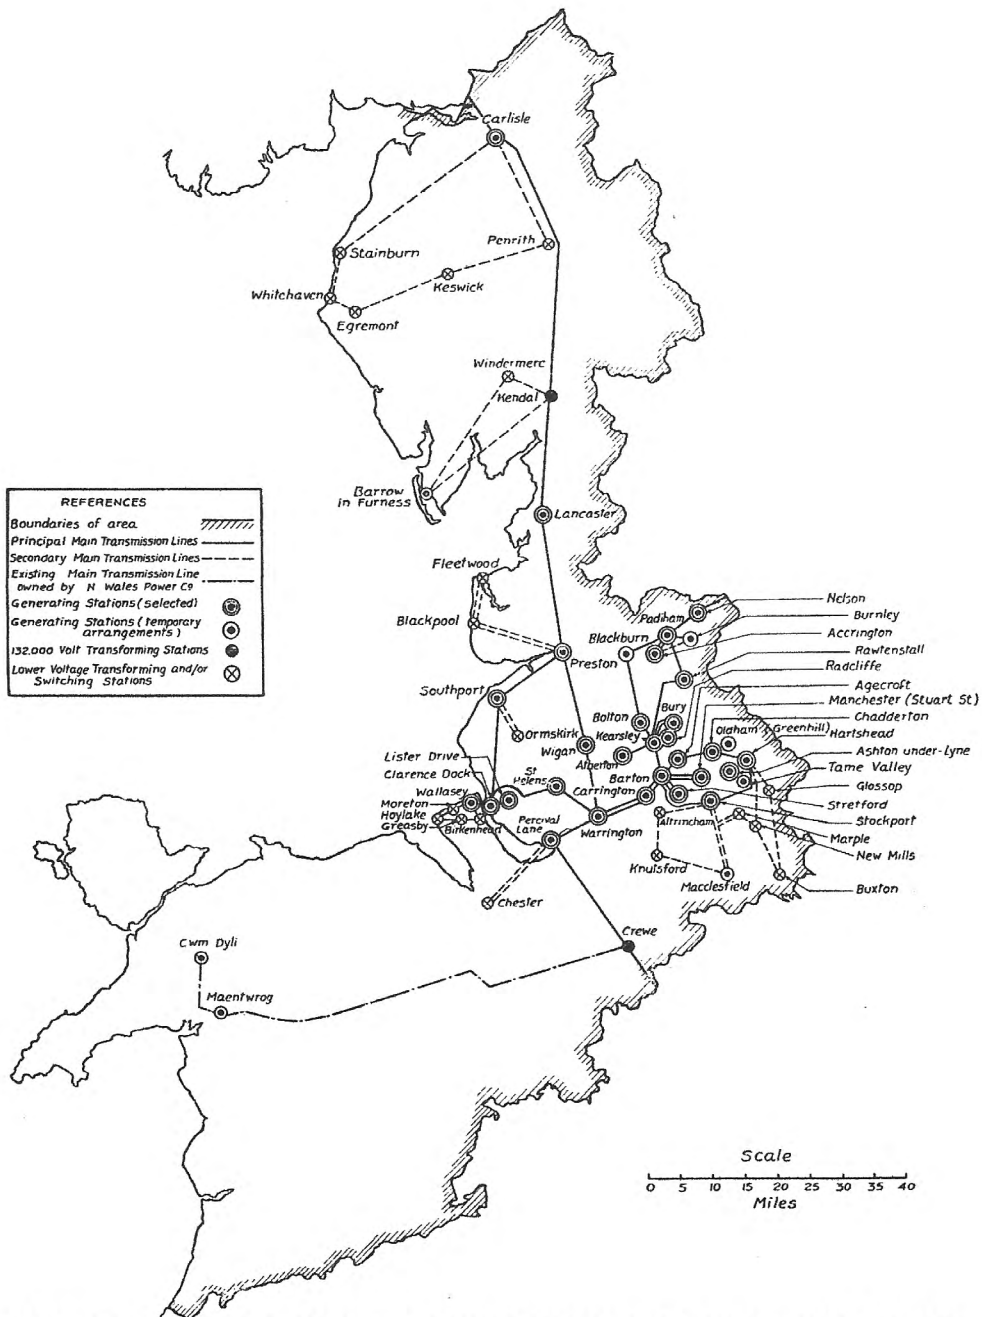 Carlisle
Penrith
Stainburn
Keswick
Whitehaven
Egremont
Windermere
Kendal
Barrow
in Furness
Lancaster
REFERENCES
Boundaries of area
Principal Main Transmission Lines
Secondary Main Transmission Lines
Existing Main Transmission Line
owned by N Wales Power Co
Generating Stations (selected)
Generating Stations (temporary
arrangements)
132,000 Volt Transforming Stations
Lower Voltage Transforming and/or
Switching Stations
Fleetwood
Blackpool
Preston
Blackburn
Padiham
Nelson
Burnley
Accrington
Rawtenstall
Radcliffe
Agecroft
Manchester (Stuart St)
Chadderton
Oldham (Greenhill)
Hartshead
Ashton under-Lyne
Tame Valley
Glossop
Stretford
Stockport
Marple
New Mills
Buxton
Southport
Ormskirk
Wigan
Bolton
Bury
Kearsley
Atherton
Barton
Carrington
Lister Drive
Clarence Dock
Wallasey
Moreton
Hoylake
Greasby
Birkenhead
St
Helens
Percival
Lane
Warrington
Altrincham
Knutsford
Macclesfield
Chester
Crewe
Cwm Dyli
Maentwrog
Scale
0 5 10 15 20 25 30 35 40
Miles